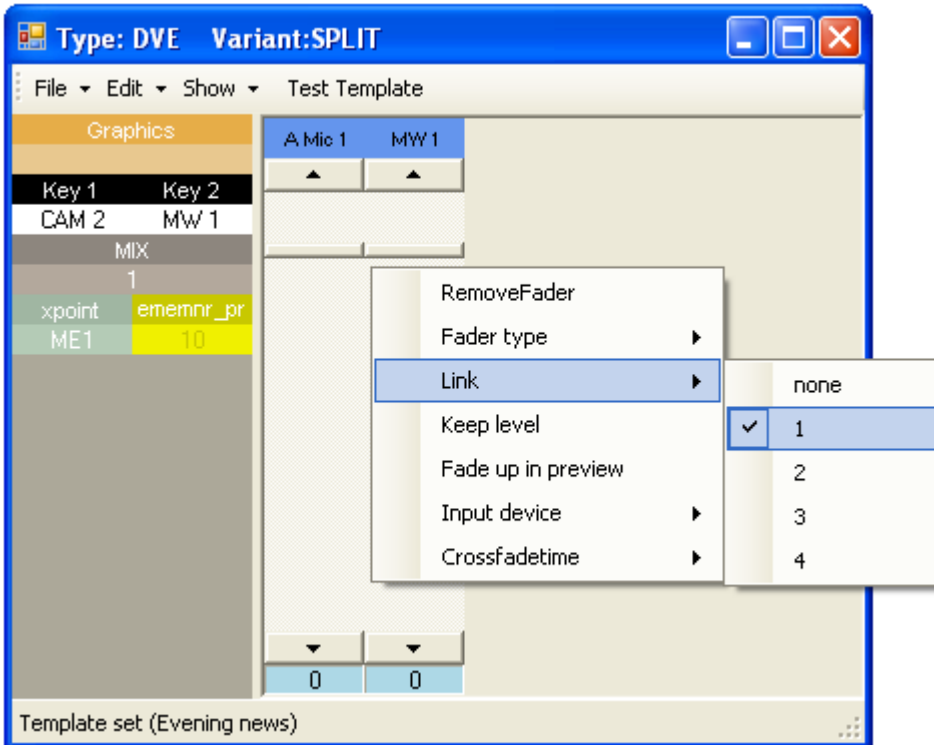 Type: DVE    Variant:SPLIT
File Edit Show Test Template
Graphics
A Mic 1 MW 1
Key 1 Key 2
CAM 2 MW 1
MIX
1
xpoint ememnr_pr
ME1 10
RemoveFader
Fader type
Link
Keep level
Fade up in preview
Input device
Crossfadetime
none
1
2
3
4
0 0
Template set (Evening news)